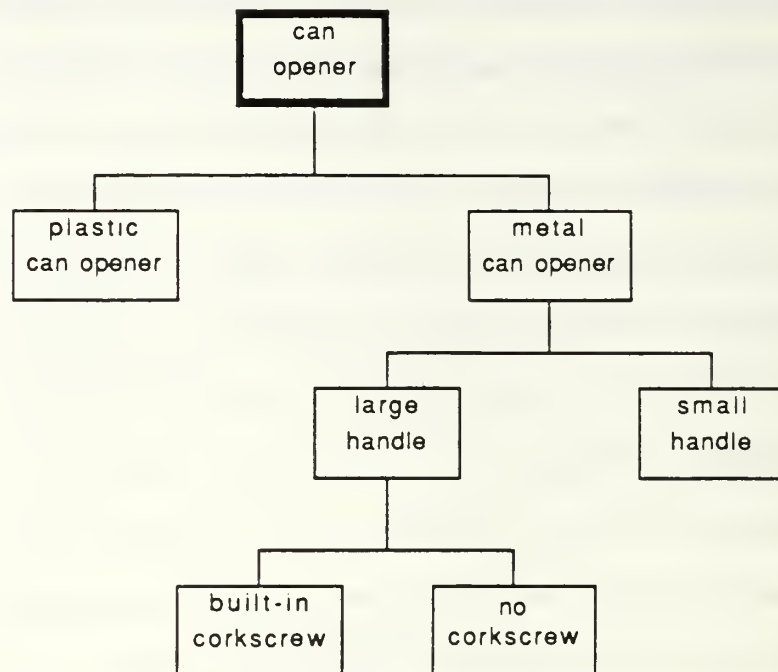 can
opener
plastic
can opener
metal
can opener
large
handle
small
handle
built-in
corkscrew
no
corkscrew